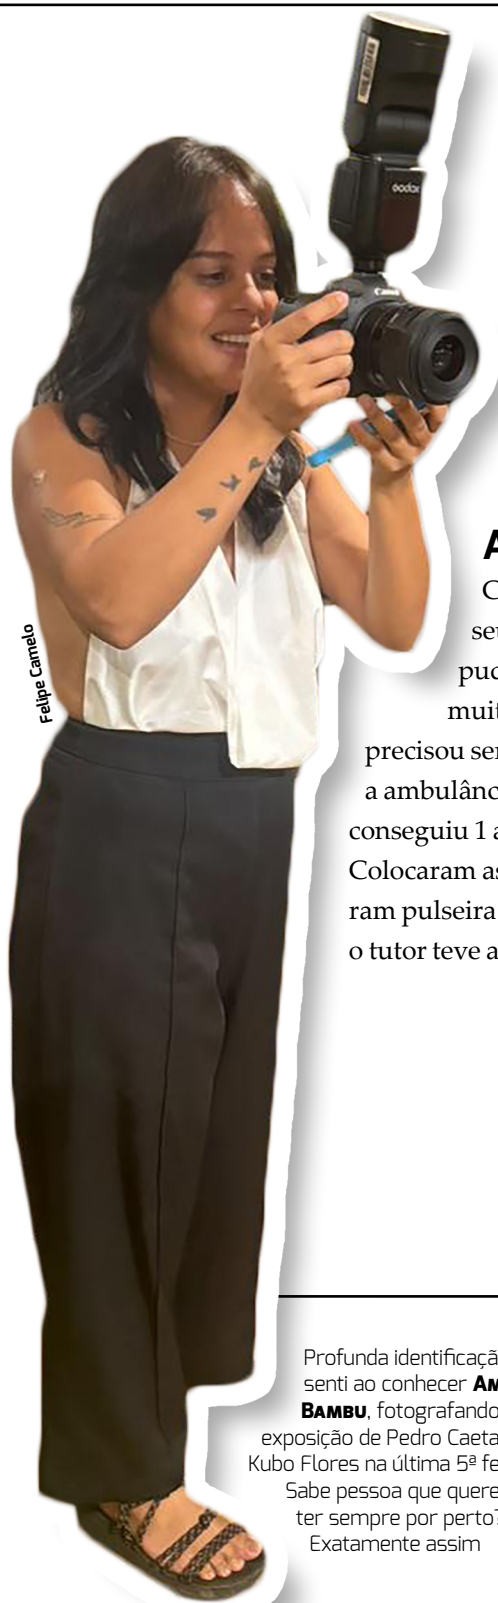 godox
Canon
Felipe Camelo
A
C
seu
muit
precisou ser
a ambulânc
conseguiu 1 a
Colocaram as
ram pulseira
o tutor teve a
Profunda identificaçã
senti ao conhecer AM
BAMBU, fotografando
exposição de Pedro Caeta
Kubo Flores na última 5ª fe
Sabe pessoa que quere
ter sempre por perto?
Exatamente assim